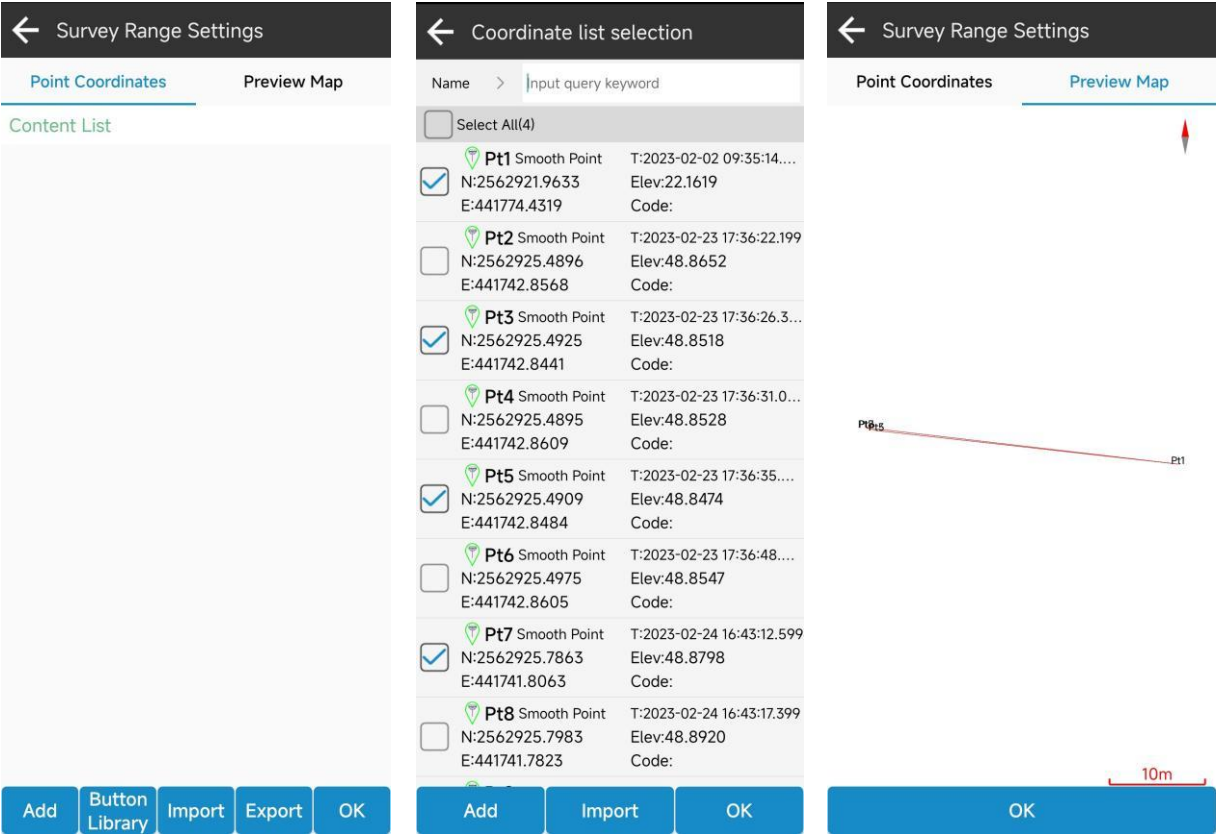 Survey Range Settings
Point Coordinates
Preview Map
Content List
Add
Button
Library
Import
Export
OK
Coordinate list selection
Name
Input query keyword
Select All(4)
Pt1 Smooth Point T:2023-02-02 09:35:14....
N:2562921.9633 Elev:22.1619
E:441774.4319 Code:
Pt2 Smooth Point T:2023-02-23 17:36:22.199
N:2562925.4896 Elev:48.8652
E:441742.8568 Code:
Pt3 Smooth Point T:2023-02-23 17:36:26.3...
N:2562925.4925 Elev:48.8518
E:441742.8441 Code:
Pt4 Smooth Point T:2023-02-23 17:36:31.0...
N:2562925.4895 Elev:48.8528
E:441742.8609 Code:
Pt5 Smooth Point T:2023-02-23 17:36:35....
N:2562925.4909 Elev:48.8474
E:441742.8484 Code:
Pt6 Smooth Point T:2023-02-23 17:36:48....
N:2562925.4975 Elev:48.8547
E:441742.8605 Code:
Pt7 Smooth Point T:2023-02-24 16:43:12.599
N:2562925.7863 Elev:48.8798
E:441741.8063 Code:
Pt8 Smooth Point T:2023-02-24 16:43:17.399
N:2562925.7983 Elev:48.8920
E:441741.7823 Code:
Add
Import
OK
Survey Range Settings
Point Coordinates
Preview Map
Pt5
Pt1
10m
OK